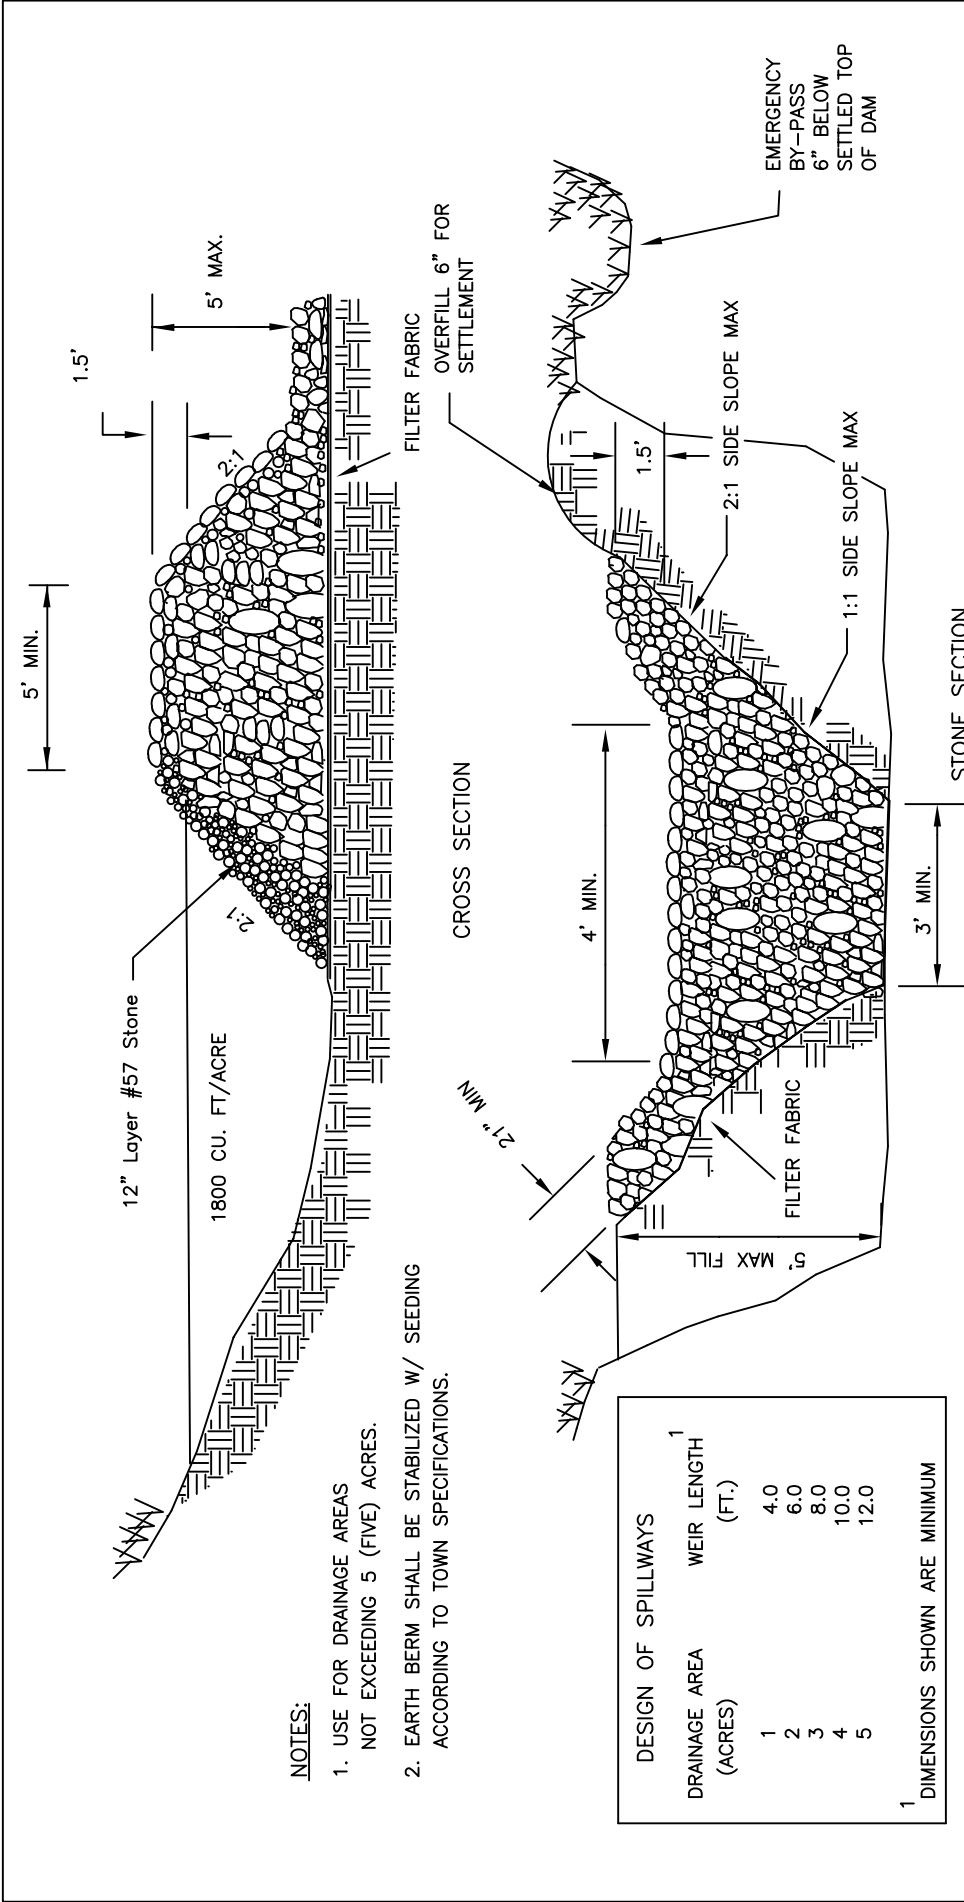 5' MIN.
1.5'
5' MAX.
12" Layer #57 Stone
2:1
2:1
1800 CU. FT/ACRE
FILTER FABRIC
CROSS SECTION
NOTES:
1. USE FOR DRAINAGE AREAS
NOT EXCEEDING 5 (FIVE) ACRES.
2. EARTH BERM SHALL BE STABILIZED W/ SEEDING
ACCORDING TO TOWN SPECIFICATIONS.
OVERFILL 6" FOR
SETTLEMENT
EMERGENCY
BY-PASS
6" BELOW
SETTLED TOP
OF DAM
21" MIN
4' MIN.
1.5'
2:1 SIDE SLOPE MAX
1:1 SIDE SLOPE MAX
5' MAX FILL
FILTER FABRIC
3' MIN.
STONE SECTION
DESIGN OF SPILLWAYS
DRAINAGE AREA WEIR LENGTH 1
(ACRES) (FT.)
1 4.0
2 6.0
3 8.0
4 10.0
5 12.0
1 DIMENSIONS SHOWN ARE MINIMUM